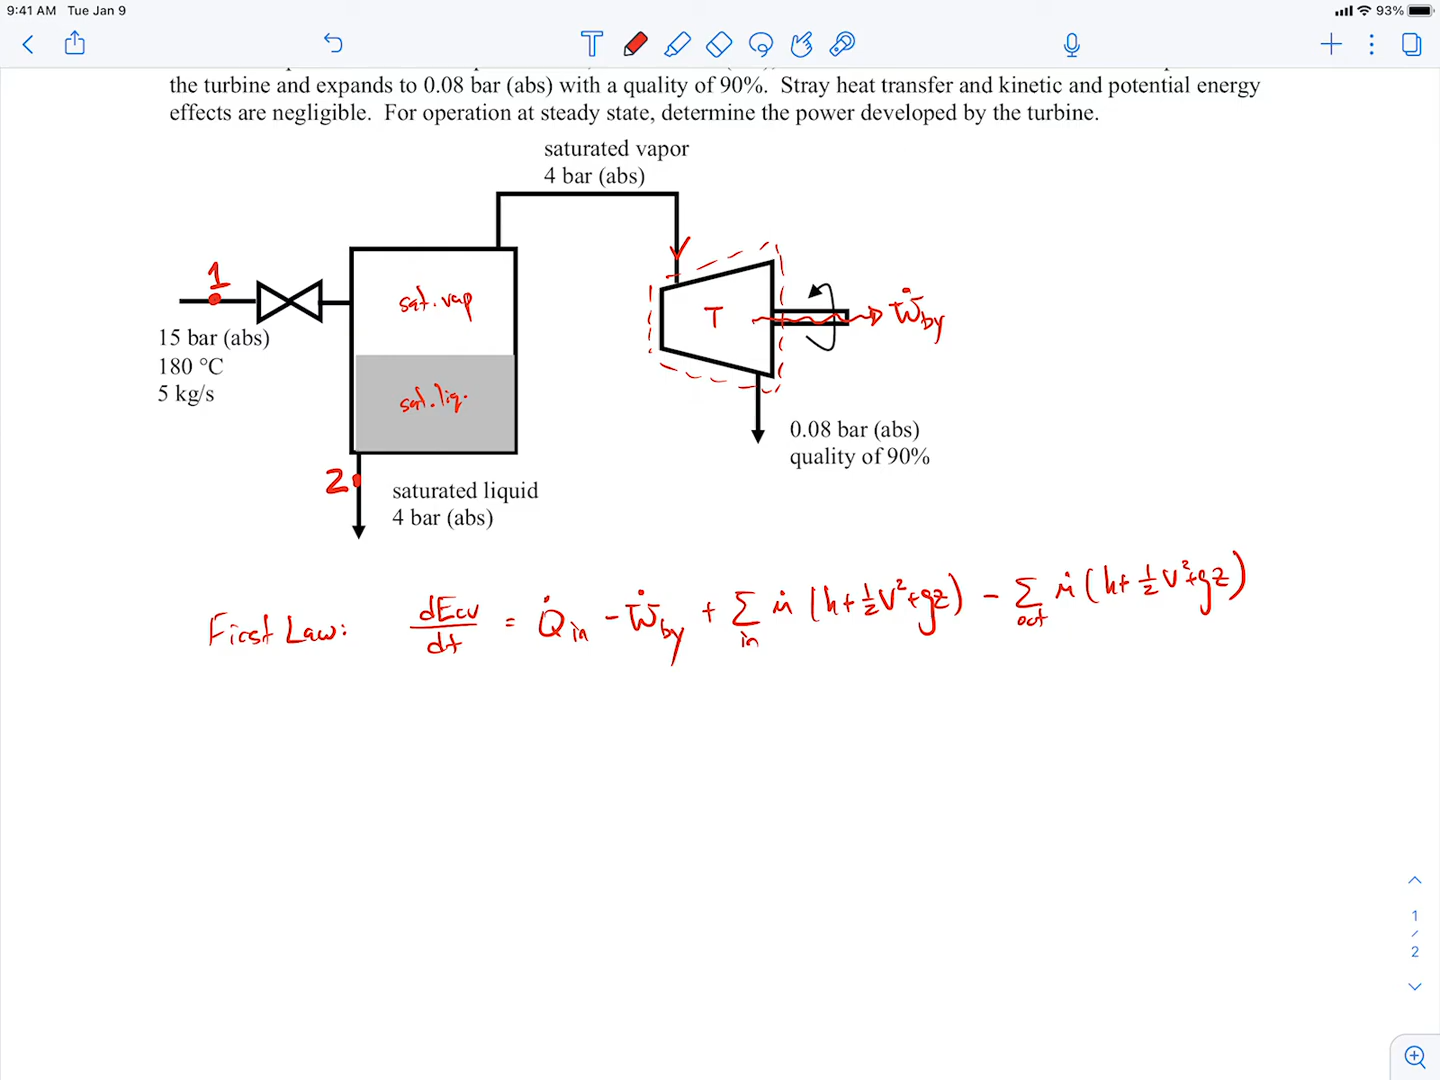 9:41 AM Tue Jan 9
93%
the turbine and expands to 0.08 bar (abs) with a quality of 90%. Stray heat transfer and kinetic and potential energy
effects are negligible. For operation at steady state, determine the power developed by the turbine.
saturated vapor
4 bar (abs)
1
sat. vap
T
Ẇby
15 bar (abs)
180 °C
5 kg/s
sat. liq.
0.08 bar (abs)
quality of 90%
2
saturated liquid
4 bar (abs)
First Law: dEcv/dt = Q̇in - Ẇby + Σin ṁ (h+½V²+gz) - Σout ṁ (h+½V²+gz)
1
/
2